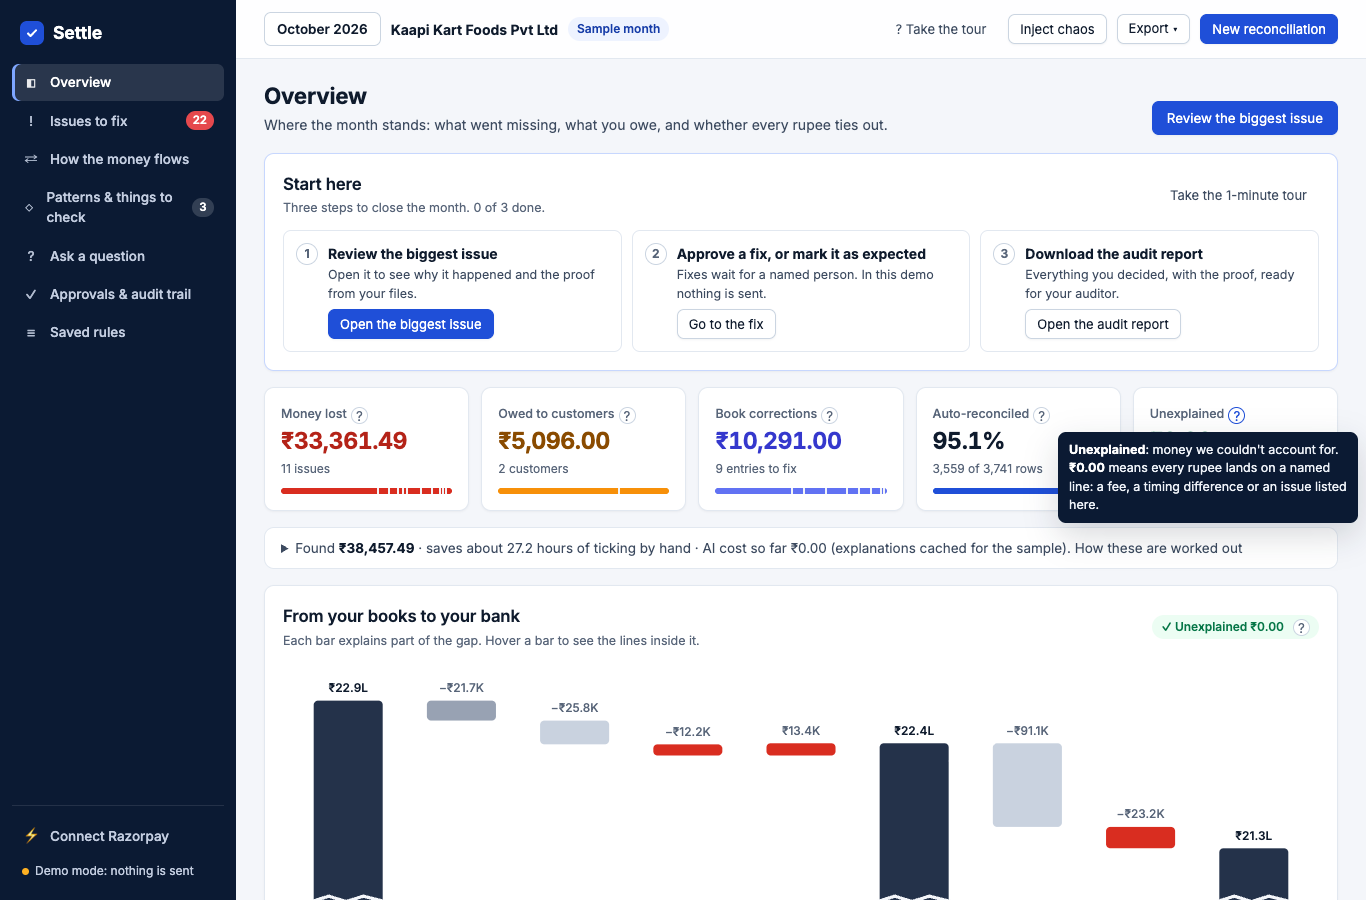 Settle
Overview
! Issues to fix 22
How the money flows
Patterns & things to
check 3
? Ask a question
Approvals & audit trail
Saved rules
Connect Razorpay
Demo mode: nothing is sent
October 2026 Kaapi Kart Foods Pvt Ltd Sample month ? Take the tour Inject chaos Export New reconciliation
Overview
Where the month stands: what went missing, what you owe, and whether every rupee ties out.
Review the biggest issue
Start here
Three steps to close the month. 0 of 3 done.
Take the 1-minute tour
1 Review the biggest issue
Open it to see why it happened and the proof
from your files.
Open the biggest issue
2 Approve a fix, or mark it as expected
Fixes wait for a named person. In this demo
nothing is sent.
Go to the fix
3 Download the audit report
Everything you decided, with the proof, ready
for your auditor.
Open the audit report
Money lost ?
₹33,361.49
11 issues
Owed to customers ?
₹5,096.00
2 customers
Book corrections ?
₹10,291.00
9 entries to fix
Auto-reconciled ?
95.1%
3,559 of 3,741 rows
Unexplained ?
Unexplained: money we couldn't account for.
₹0.00 means every rupee lands on a named
line: a fee, a timing difference or an issue listed
here.
Found ₹38,457.49 · saves about 27.2 hours of ticking by hand · AI cost so far ₹0.00 (explanations cached for the sample). How these are worked out
From your books to your bank
Each bar explains part of the gap. Hover a bar to see the lines inside it.
✓ Unexplained ₹0.00 ?
₹22.9L
−₹21.7K
−₹25.8K
−₹12.2K
₹13.4K
₹22.4L
−₹91.1K
−₹23.2K
₹21.3L